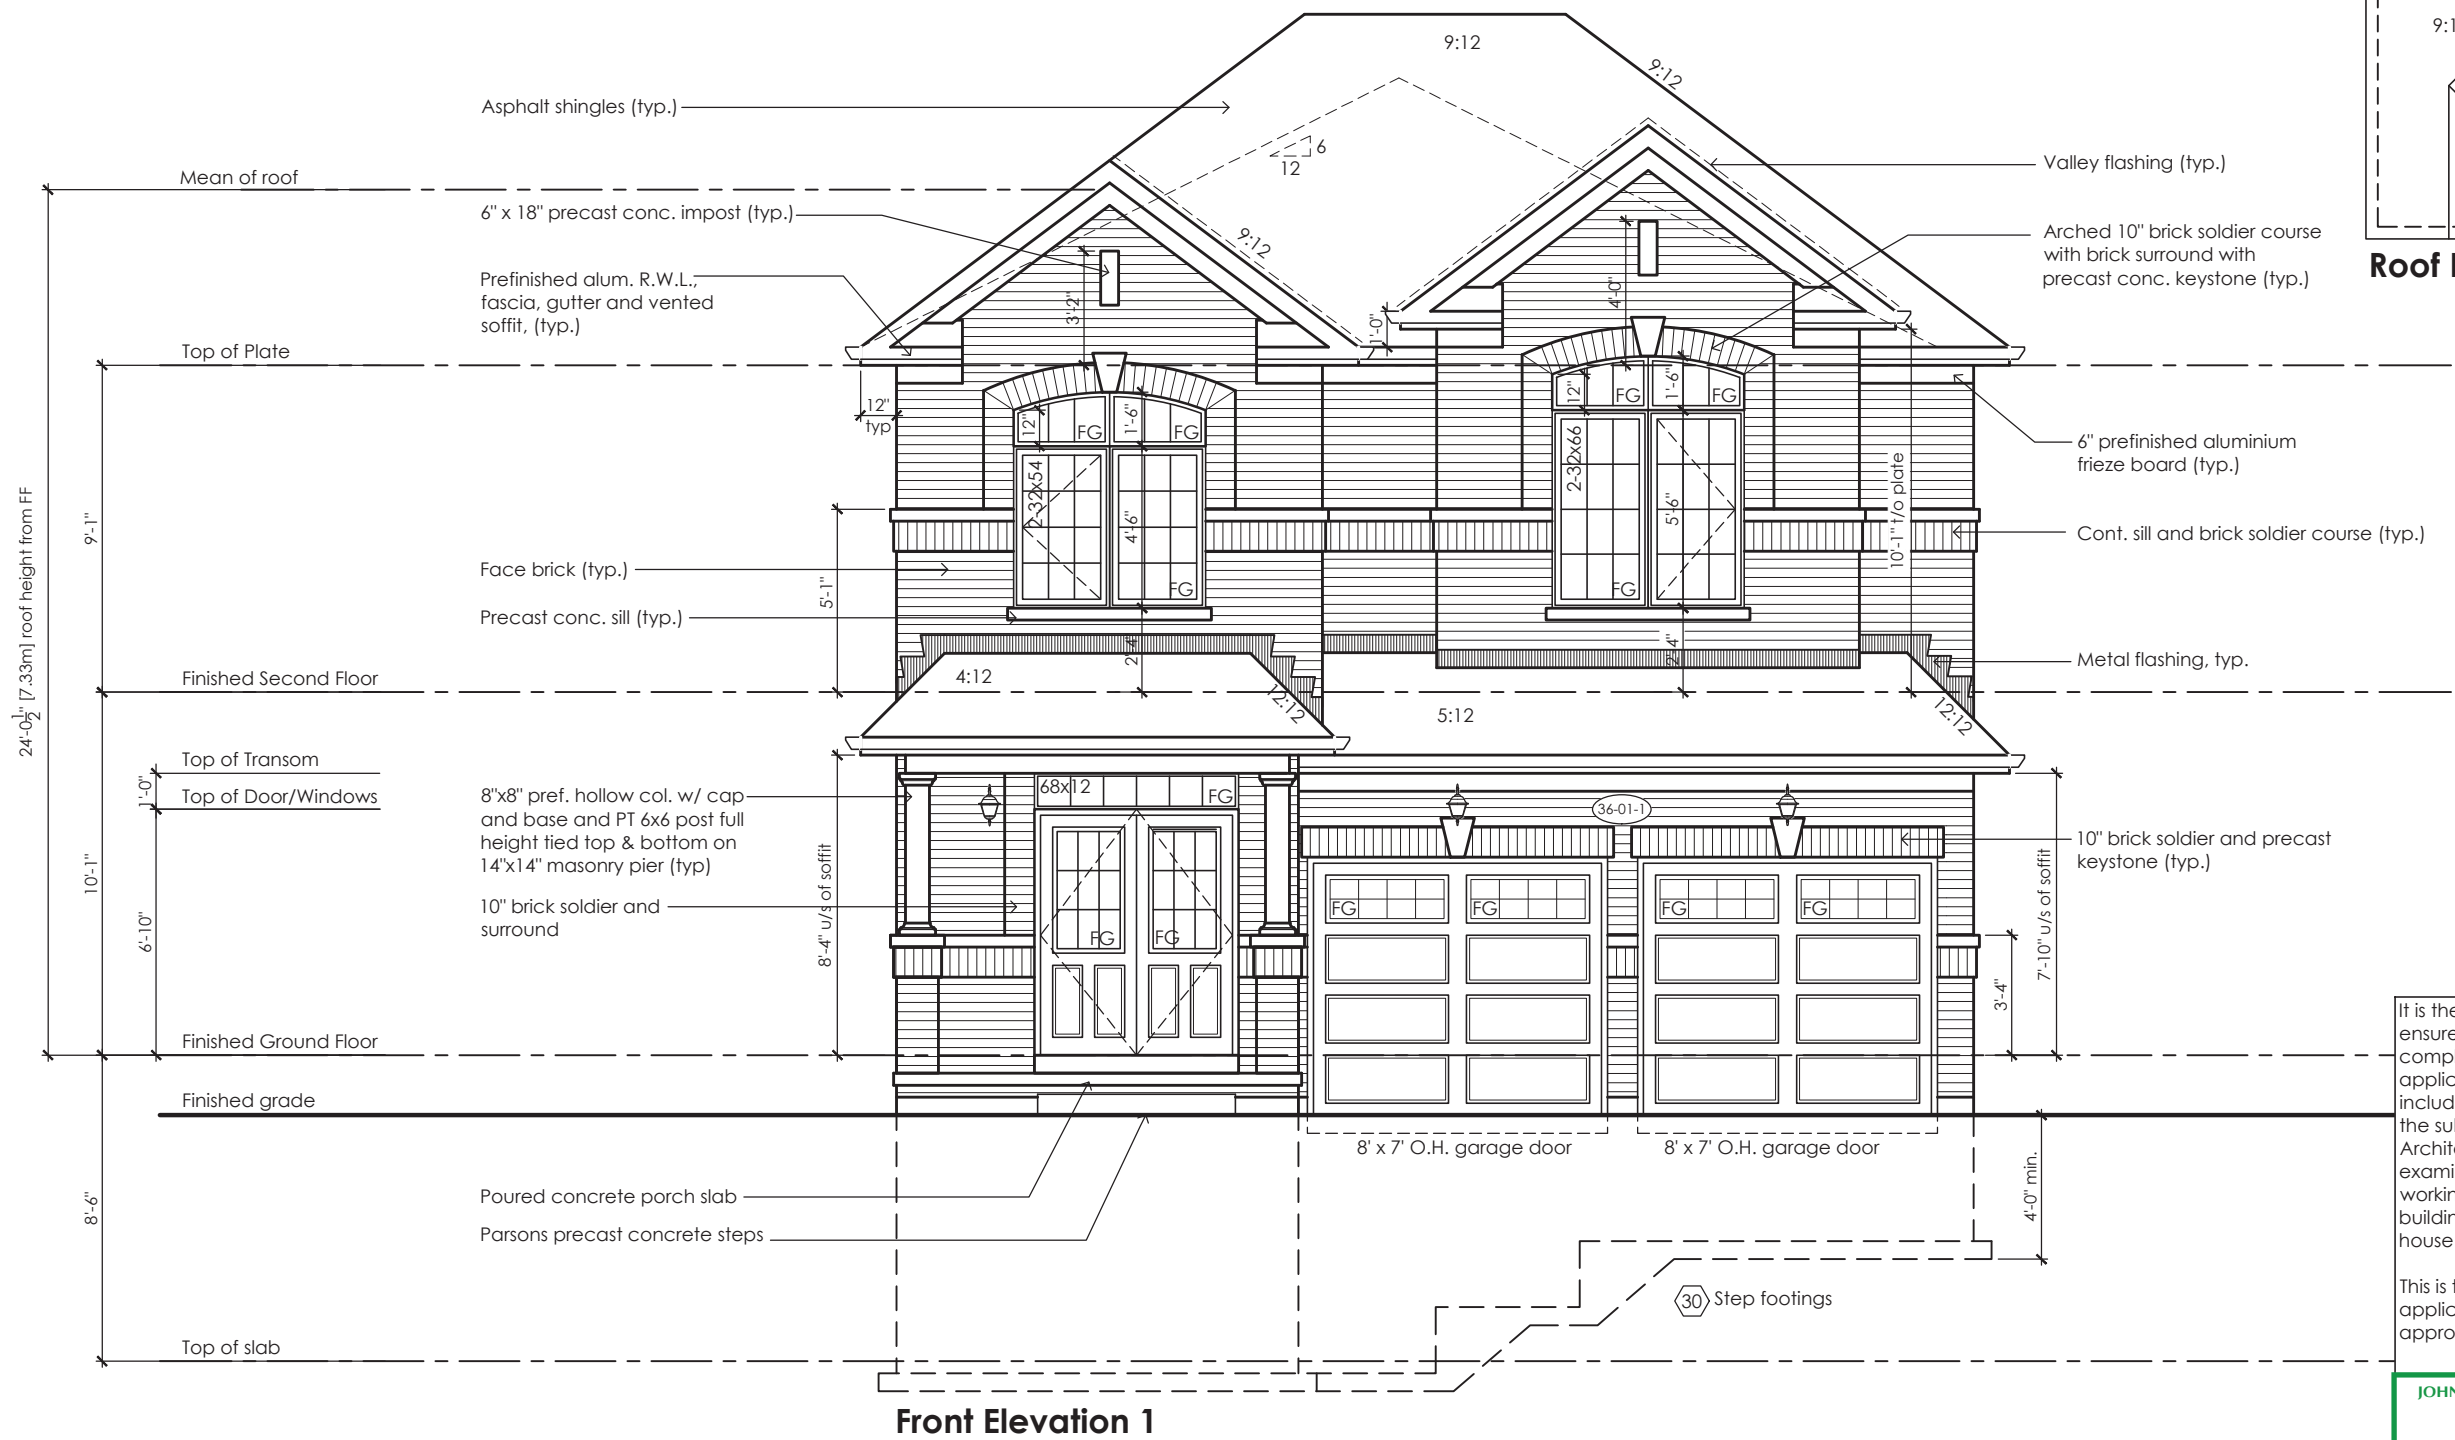 9:12
9:12
Asphalt shingles (typ.)
6
12
Valley flashing (typ.)
Mean of roof
6" x 18" precast conc. impost (typ.)
9:12
Arched 10" brick soldier course
with brick surround with
precast conc. keystone (typ.)
Roof
Prefinished alum. R.W.L.,
fascia, gutter and vented
soffit, (typ.)
3'-2"
4'-0"
1'-0"
Top of Plate
12"
typ
12"
1'-6"
FG
FG
12"
1'-6"
FG
FG
6" prefinished aluminium
frieze board (typ.)
2-32x54
4'-6"
FG
2-32x66
5'-6"
FG
10'-1" t/o plate
24'-0 1/2" [7.33m] roof height from FF
9'-1"
5'-1"
Cont. sill and brick soldier course (typ.)
Face brick (typ.)
Precast conc. sill (typ.)
2'-4"
2'-4"
Metal flashing, typ.
Finished Second Floor
4:12
12:12
5:12
12:12
Top of Transom
1'-0"
Top of Door/Windows
8"x8" pref. hollow col. w/ cap
and base and PT 6x6 post full
height tied top & bottom on
14"x14" masonry pier (typ)
68x12
FG
36-01-1
10" brick soldier and precast
keystone (typ.)
10'-1"
6'-10"
8'-4" u/s of soffit
7'-10" u/s of soffit
10" brick soldier and
surround
FG
FG
FG
FG
FG
FG
3'-4"
Finished Ground Floor
Finished grade
8' x 7' O.H. garage door
8' x 7' O.H. garage door
8'-6"
4'-0" min.
Poured concrete porch slab
Parsons precast concrete steps
30
Step footings
Top of slab
Front Elevation 1
It is the
ensure
the
working
house
This is
JOHN